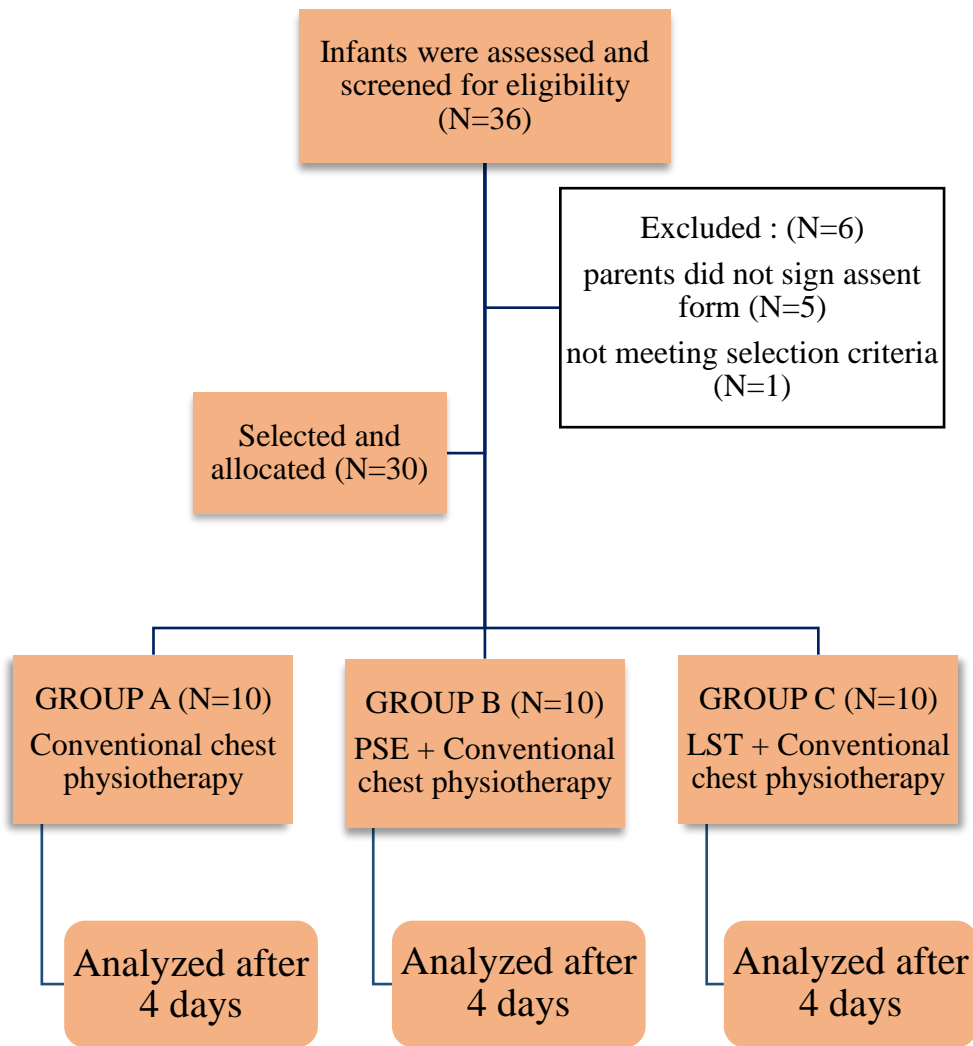 Infants were assessed and
screened for eligibility
(N=36)
Excluded : (N=6)
parents did not sign assent
form (N=5)
not meeting selection criteria
(N=1)
Selected and
allocated (N=30)
GROUP A (N=10)
Conventional chest
physiotherapy
GROUP B (N=10)
PSE + Conventional
chest physiotherapy
GROUP C (N=10)
LST + Conventional
chest physiotherapy
Analyzed after
4 days
Analyzed after
4 days
Analyzed after
4 days